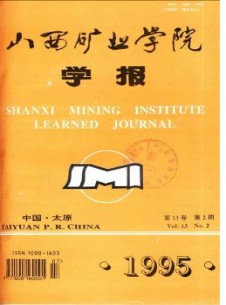 山西矿业学院
学报
SHANXI MINING INSTITUTE
LEARNED JOURNAL
SMI
中国·太原
TAIYUAN P. R. CHINA
第13卷 第2期
Vol. 13 No. 2
ISSN 1000-1603
·1995·